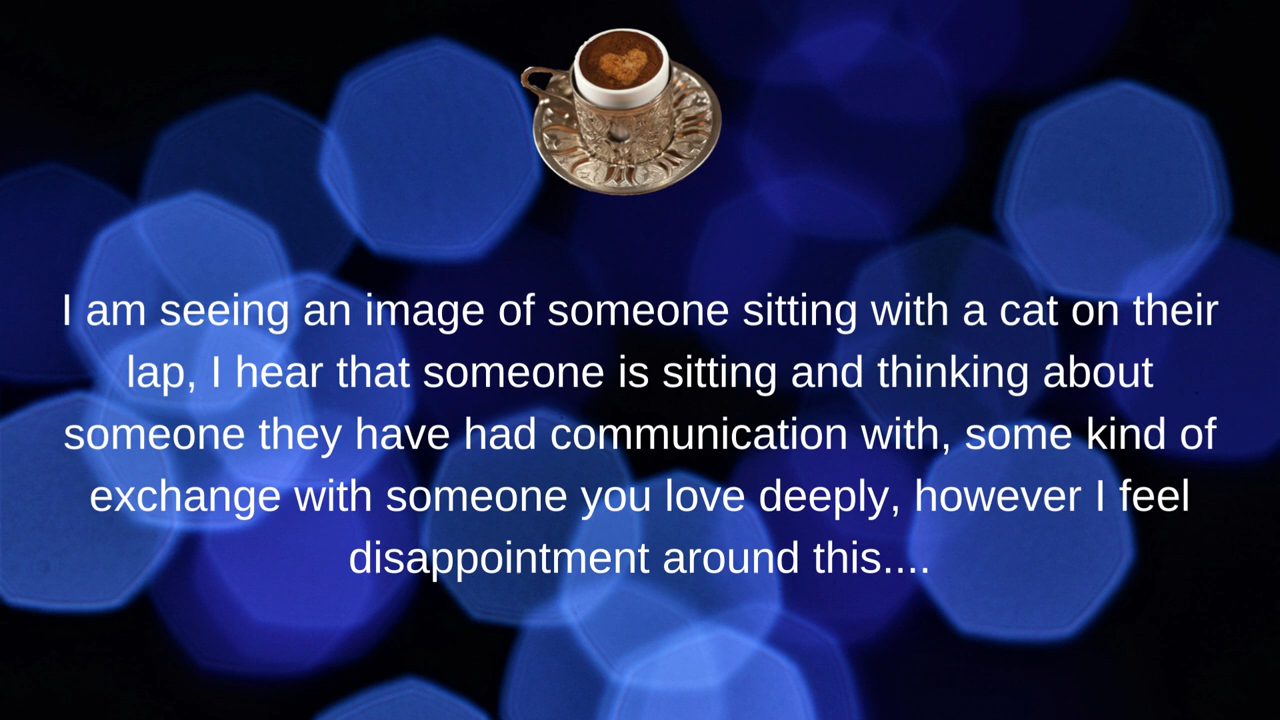 I am seeing an image of someone sitting with a cat on their
lap, I hear that someone is sitting and thinking about
someone they have had communication with, some kind of
exchange with someone you love deeply, however I feel
disappointment around this....